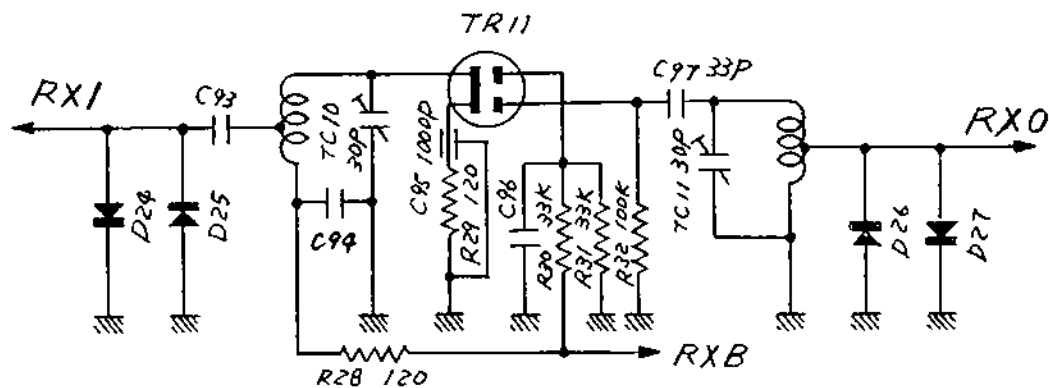 TR11
RX1
C93
TC10
30P
C95 1000P
R29 120
C94
C96
R30 33K
R31 33K
R32 100K
C97 33P
TC11 30P
RXO
D24
D25
D26
D27
R28 120
RXB